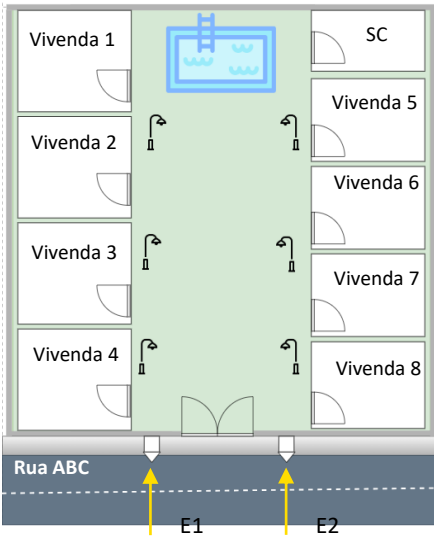 Vivenda 1
SC
Vivenda 5
Vivenda 2
Vivenda 6
Vivenda 3
Vivenda 7
Vivenda 4
Vivenda 8
Rua ABC
E1
E2